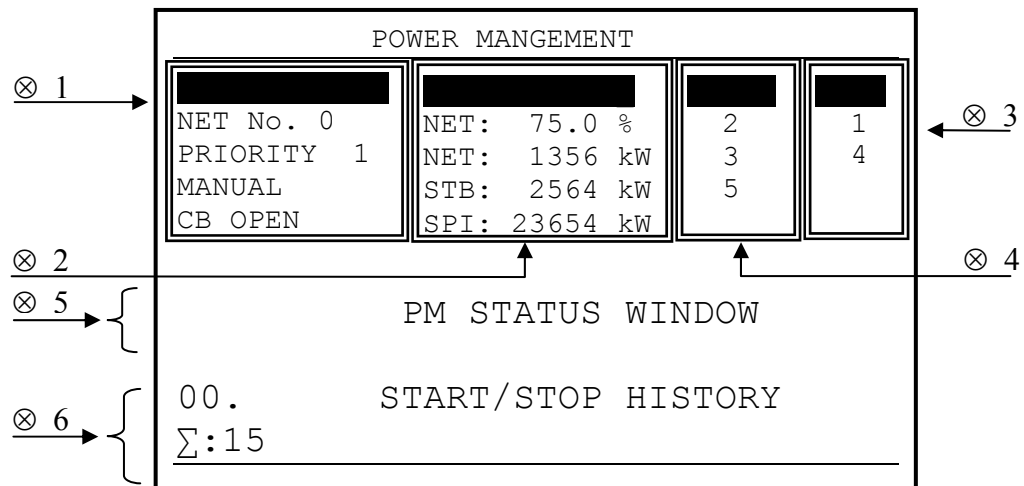 POWER MANGEMENT
⊗ 1
NET No. 0
PRIORITY 1
MANUAL
CB OPEN
NET: 75.0 %
NET: 1356 kW
STB: 2564 kW
SPI: 23654 kW
2
3
5
1
4
⊗ 3
⊗ 2
⊗ 4
⊗ 5
PM STATUS WINDOW
⊗ 6
00. START/STOP HISTORY
∑:15